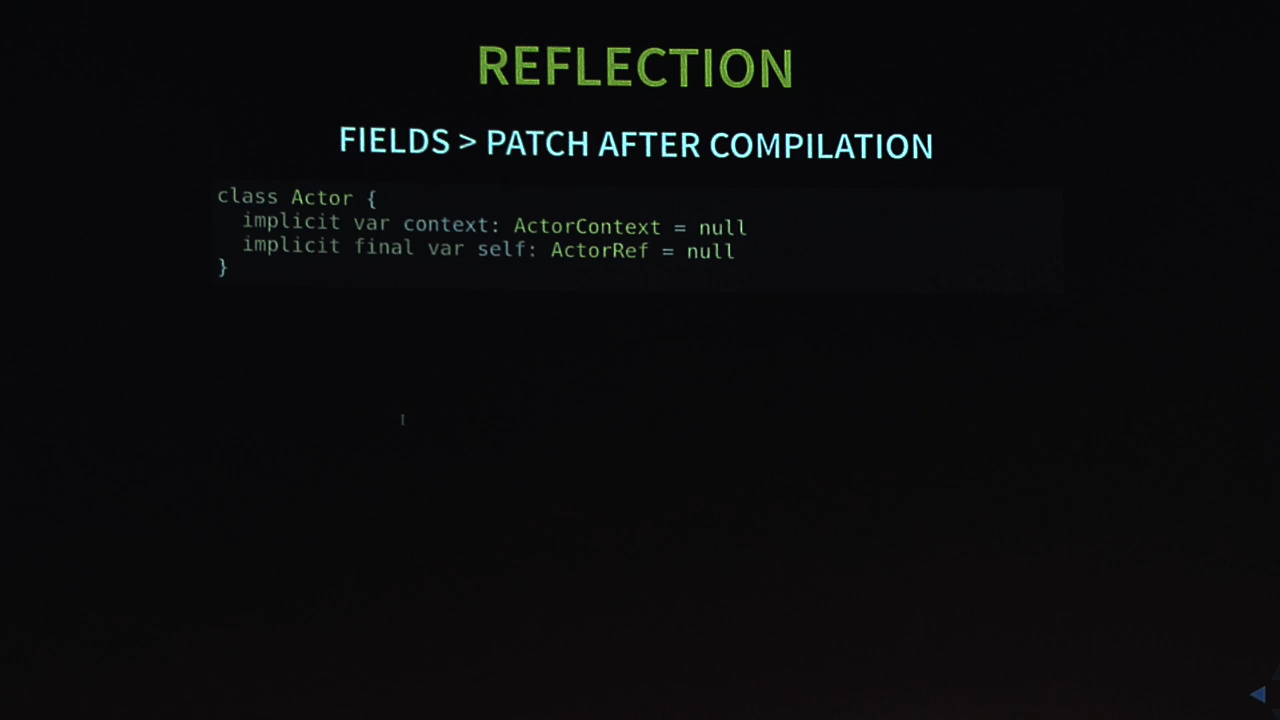 REFLECTION
FIELDS > PATCH AFTER COMPILATION
class Actor {
  implicit var context: ActorContext = null
  implicit final var self: ActorRef = null
}